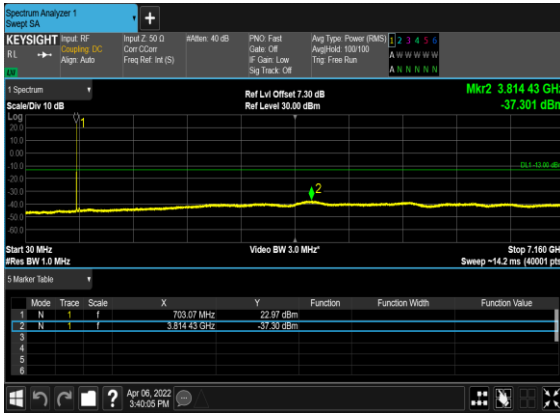 Spectrum Analyzer 1
Swept SA
KEYSIGHT
RL
Input: RF
Coupling: DC
Align: Auto
Input Z: 50 Ω
Corr CCorr
Freq Ref: Int (S)
#Atten: 40 dB
PNO: Fast
Gate: Off
IF Gain: Low
Sig Track: Off
Avg Type: Power (RMS)
Avg|Hold: 100/100
Trig: Free Run
1 2 3 4 5 6
A W W W W W
A N N N N N
1 Spectrum
Scale/Div 10 dB
Ref Lvl Offset 7.30 dB
Ref Level 30.00 dBm
Mkr2 3.814 43 GHz
-37.301 dBm
Log
20.0
10.0
0.00
-10.0
-20.0
-30.0
-40.0
-50.0
-60.0
1
2
DL1 -13.00 dBm
Start 30 MHz
#Res BW 1.0 MHz
Video BW 3.0 MHz*
Stop 7.160 GHz
Sweep ~14.2 ms (40001 pts)
5 Marker Table
Mode Trace Scale X Y Function Function Width Function Value
1 N 1 f 703.07 MHz 22.97 dBm
2 N 1 f 3.814 43 GHz -37.30 dBm
3
4
5
6
Apr 06, 2022
3:40:05 PM